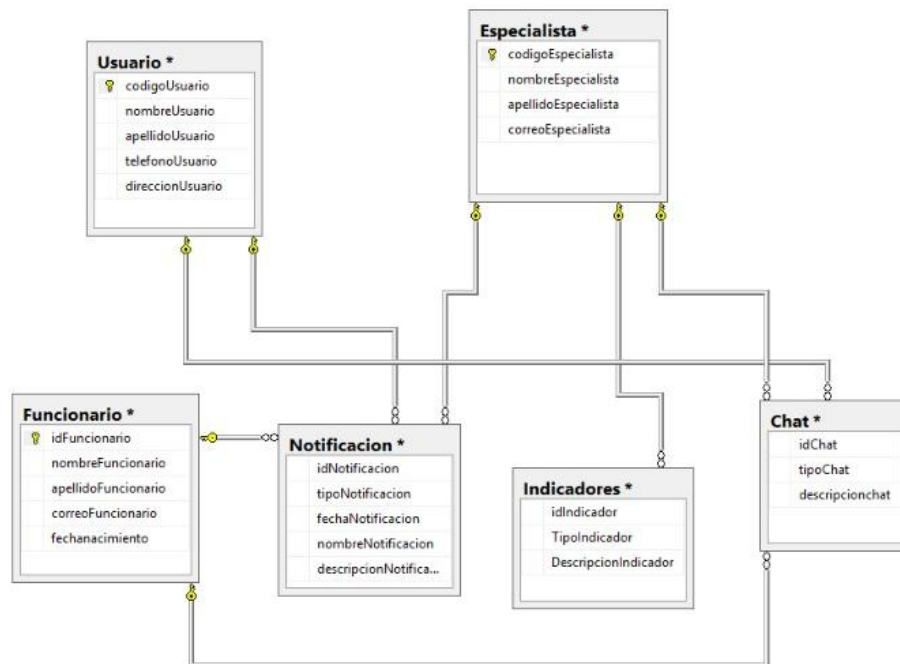 Usuario *
codigoUsuario
nombreUsuario
apellidoUsuario
telefonoUsuario
direccionUsuario
Especialista *
codigoEspecialista
nombreEspecialista
apellidoEspecialista
correoEspecialista
Funcionario *
idFuncionario
nombreFuncionario
apellidoFuncionario
correoFuncionario
fechanacimiento
Notificacion *
idNotificacion
tipoNotificacion
fechaNotificacion
nombreNotificacion
descripcionNotifica...
Indicadores *
idIndicador
TipoIndicador
DescripcionIndicador
Chat *
idChat
tipoChat
descripcionchat